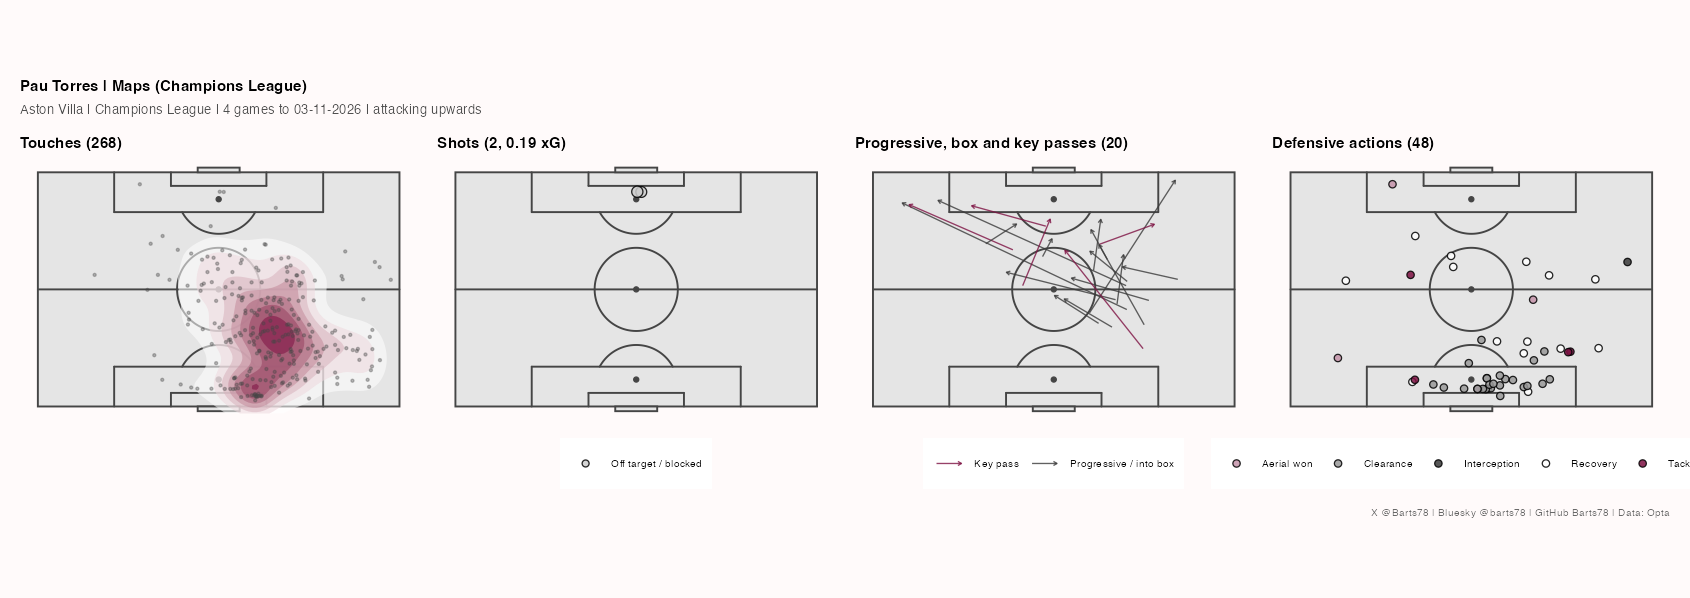 Pau Torres | Maps (Champions League)
Aston Villa | Champions League | 4 games to 03-11-2026 | attacking upwards
Touches (268)
Shots (2, 0.19 xG)
Progressive, box and key passes (20)
Defensive actions (48)
Off target / blocked
Key pass
Progressive / into box
Aerial won
Clearance
Interception
Recovery
Tack
X @Barts78 | Bluesky @barts78 | GitHub Barts78 | Data: Opta